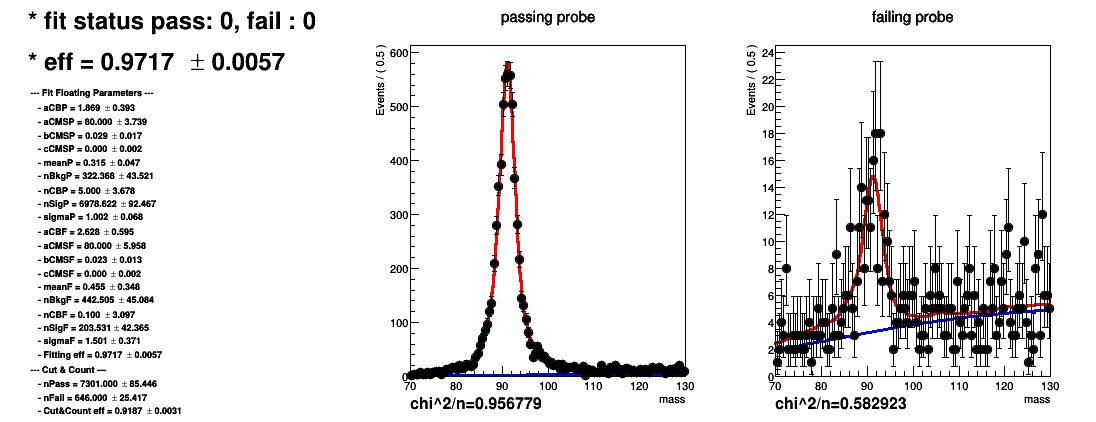 * fit status pass: 0, fail : 0
* eff = 0.9717 ± 0.0057
--- Fit Floating Parameters ---
- aCBP = 1.869 ± 0.393
- aCMSP = 80.000 ± 3.739
- bCMSP = 0.029 ± 0.017
- cCMSP = 0.000 ± 0.002
- meanP = 0.315 ± 0.047
- nBkgP = 322.368 ± 43.521
- nCBP = 5.000 ± 3.678
- nSigP = 6978.622 ± 92.467
- sigmaP = 1.002 ± 0.068
- aCBF = 2.628 ± 0.595
- aCMSF = 80.000 ± 5.958
- bCMSF = 0.023 ± 0.013
- cCMSF = 0.000 ± 0.002
- meanF = 0.455 ± 0.348
- nBkgF = 442.505 ± 45.084
- nCBF = 0.100 ± 3.097
- nSigF = 203.531 ± 42.365
- sigmaF = 1.501 ± 0.371
- Fitting eff = 0.9717 ± 0.0057
--- Cut & Count ---
- nPass = 7301.000 ± 85.446
- nFail = 646.000 ± 25.417
- Cut&Count eff = 0.9187 ± 0.0031
passing probe
Events / ( 0.5 )
600
500
400
300
200
100
0
70 80 90 100 110 120 130
mass
chi^2/n=0.956779
failing probe
Events / ( 0.5 )
24
22
20
18
16
14
12
10
8
6
4
2
0
70 80 90 100 110 120 130
mass
chi^2/n=0.582923